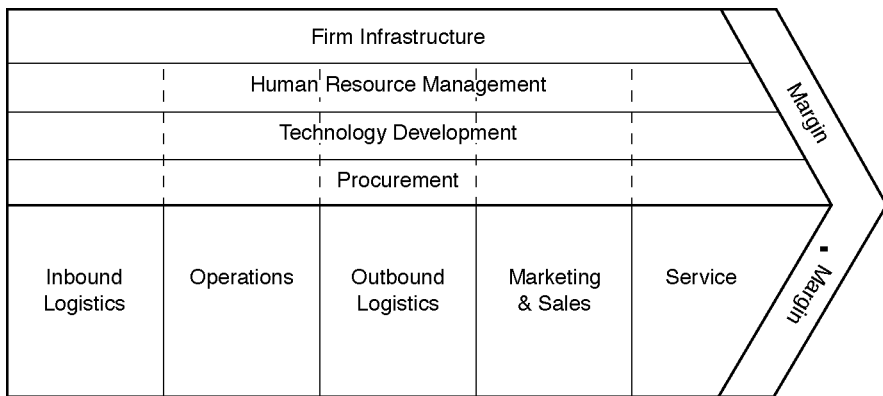 Firm Infrastructure
Human Resource Management
Technology Development
Procurement
Margin
Inbound
Logistics
Operations
Outbound
Logistics
Marketing
& Sales
Service
Margin